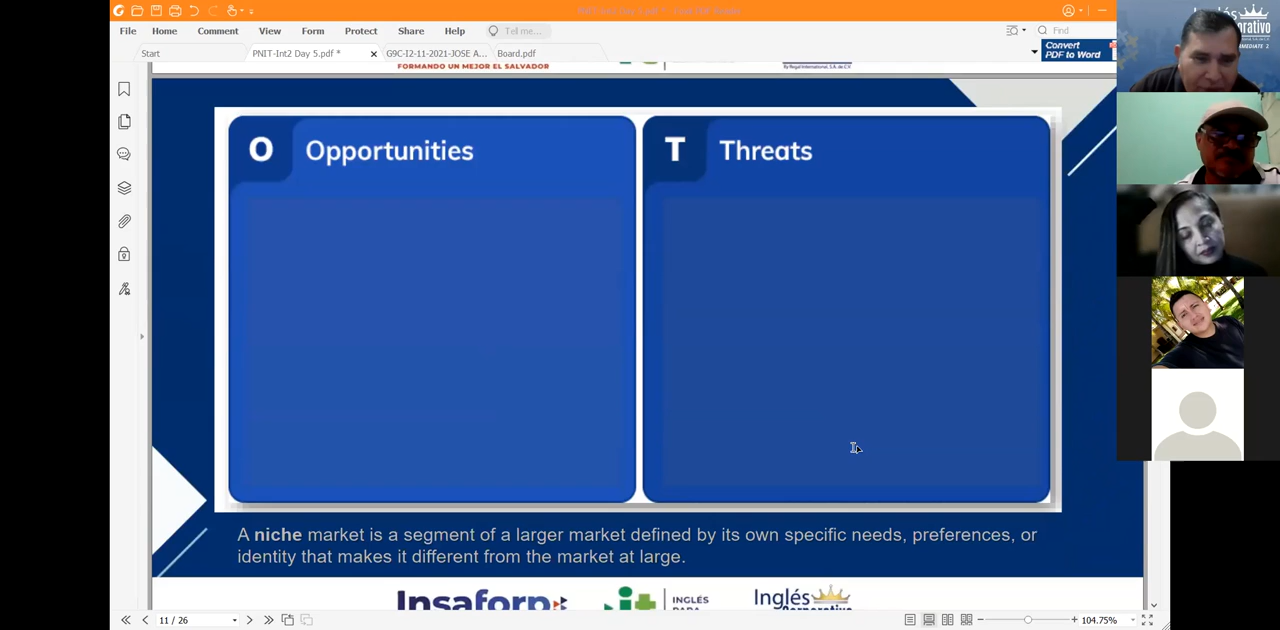 File Home Comment View Form Protect Share Help Tell me... Find
Start PNIT-Int2 Day 5.pdf * G9C-I2-11-2021-JOSE A... Board.pdf
Convert
PDF to Word
FORMANDO UN MEJOR EL SALVADOR
O Opportunities
T Threats
A niche market is a segment of a larger market defined by its own specific needs, preferences, or
identity that makes it different from the market at large.
Insaforp
INGLÉS
PARA
Inglés
Corporativo
11 / 26
104.75%